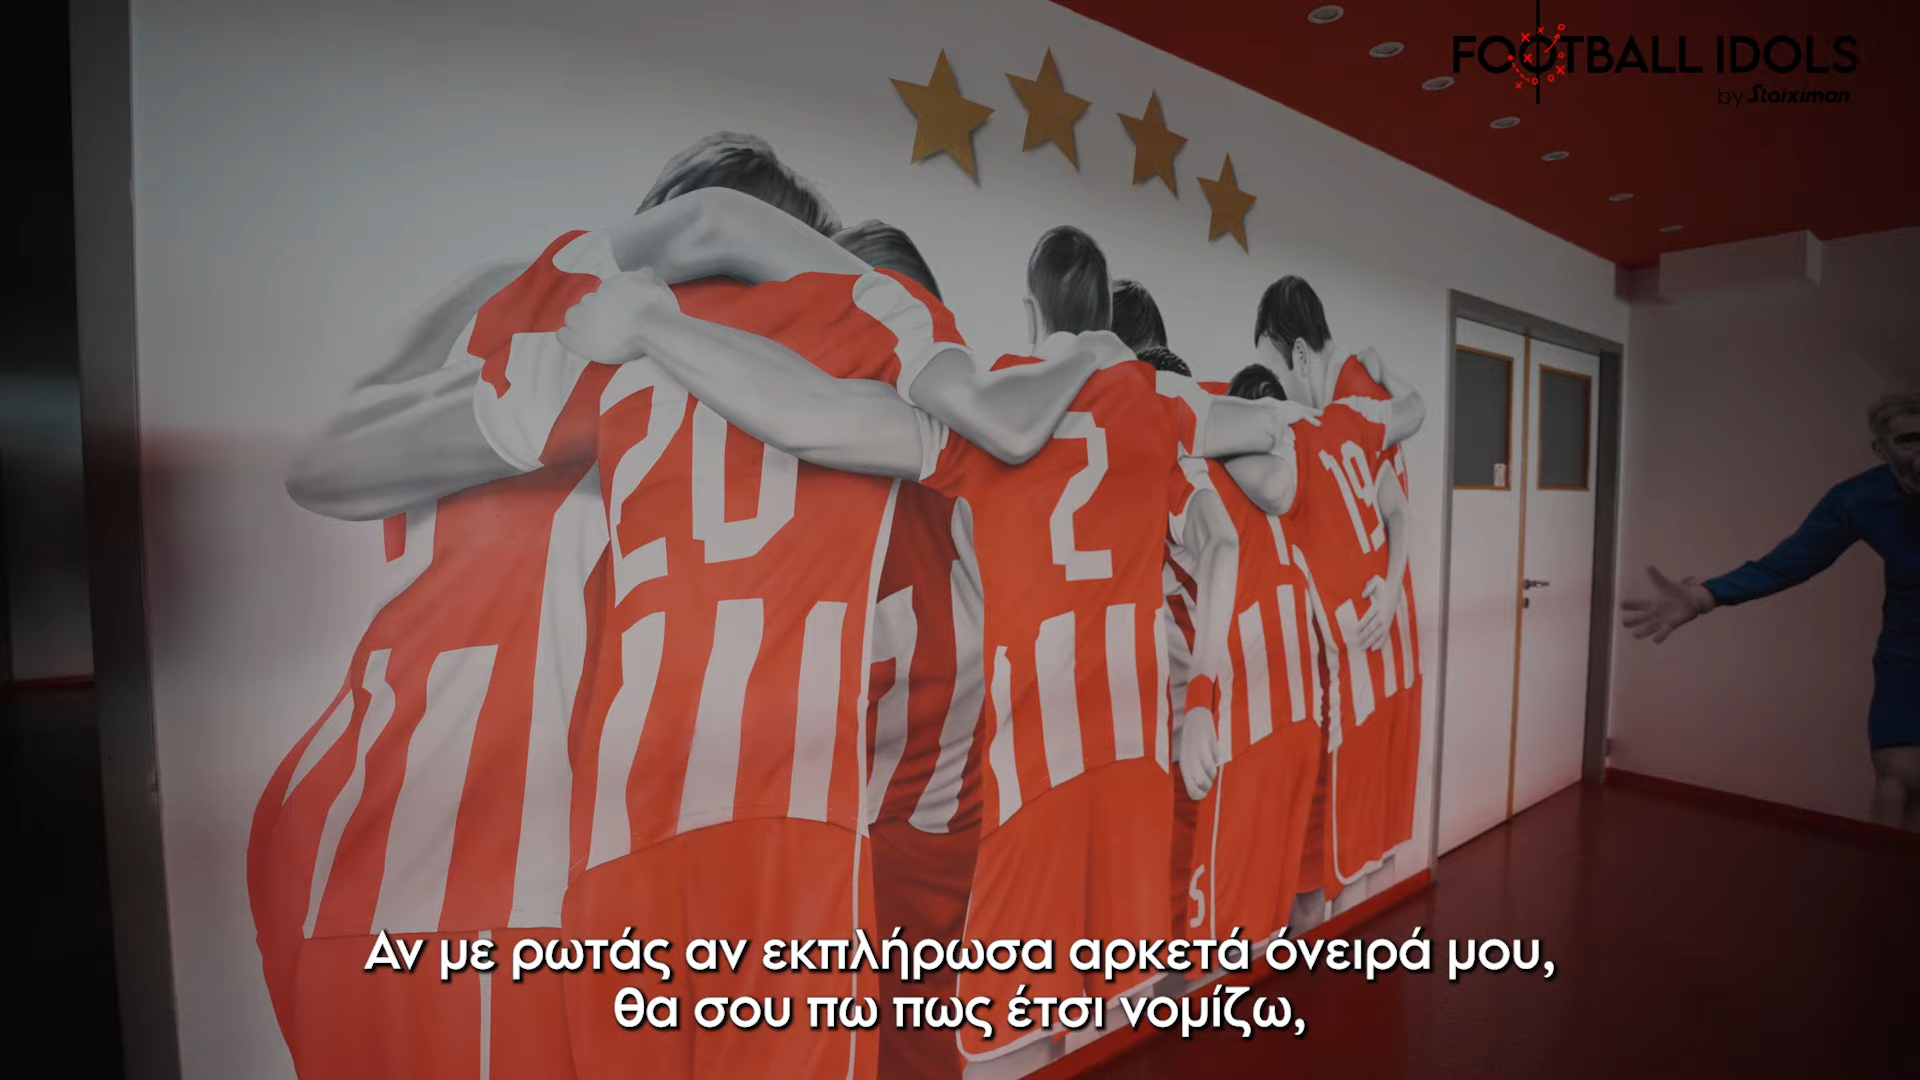 FOOTBALL IDOLS
by Stoiximan
20
2
19
5
Αν με ρωτάς αν εκπλήρωσα αρκετά όνειρά μου,
θα σου πω πως έτσι νομίζω,